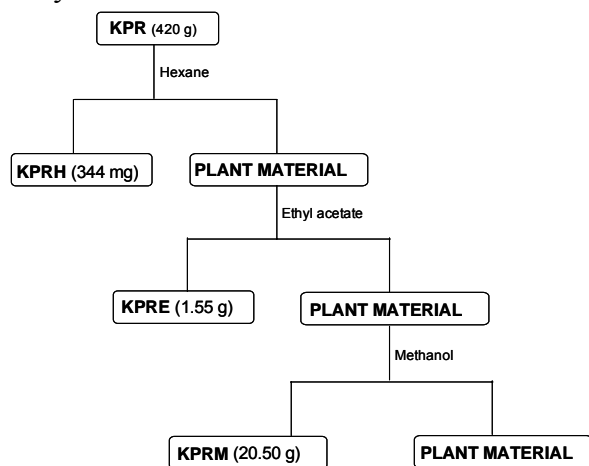 KPR (420 g)
Hexane
KPRH (344 mg)
PLANT MATERIAL
Ethyl acetate
KPRE (1.55 g)
PLANT MATERIAL
Methanol
KPRM (20.50 g)
PLANT MATERIAL